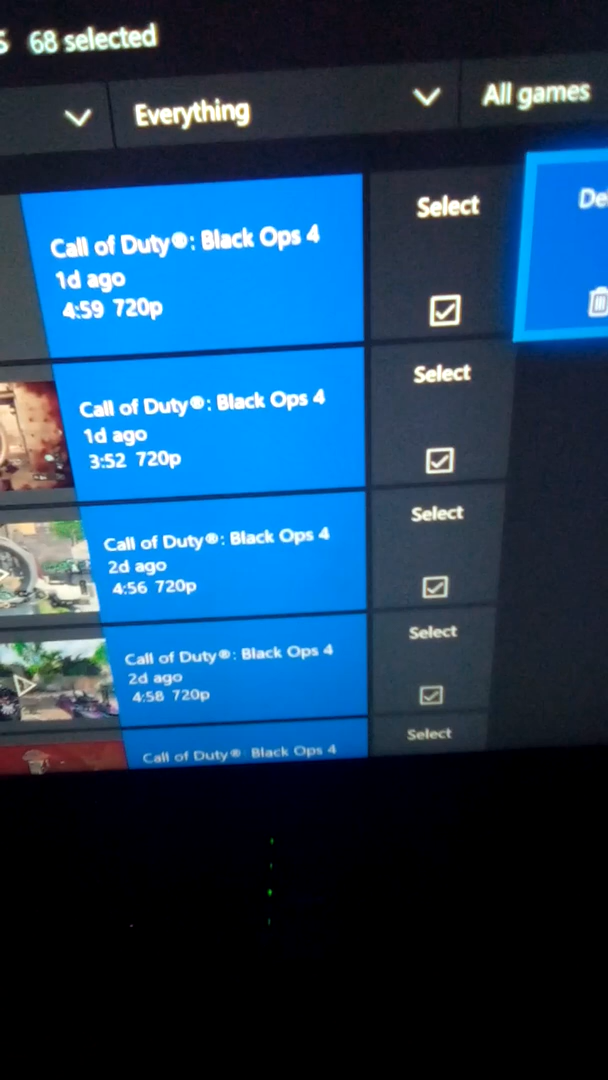 68 selected
Everything
All games
Call of Duty®: Black Ops 4
1d ago
4:59 720p
Select
Call of Duty®: Black Ops 4
1d ago
3:52 720p
Select
Call of Duty®: Black Ops 4
2d ago
4:56 720p
Select
Call of Duty®: Black Ops 4
2d ago
4:58 720p
Select
Call of Duty®: Black Ops 4
Select